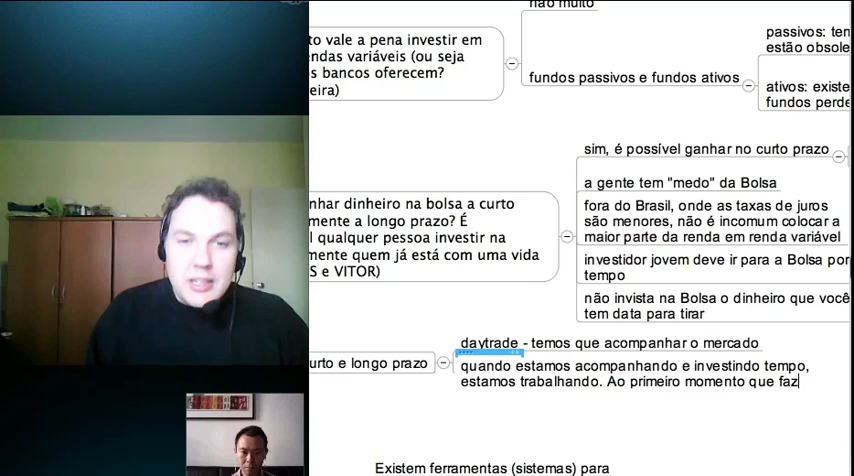 não muito
to vale a pena investir em
ndas variáveis (ou seja
s bancos oferecem?
eira)
fundos passivos e fundos ativos
passivos: ten
estão obsole
ativos: existe
fundos perde
nhar dinheiro na bolsa a curto
mente a longo prazo? É
l qualquer pessoa investir na
mente quem já está com uma vida
S e VITOR)
sim, é possível ganhar no curto prazo
a gente tem "medo" da Bolsa
fora do Brasil, onde as taxas de juros
são menores, não é incomum colocar a
maior parte da renda em renda variável
investidor jovem deve ir para a Bolsa por
tempo
não invista na Bolsa o dinheiro que você
tem data para tirar
urto e longo prazo
daytrade - temos que acompanhar o mercado
quando estamos acompanhando e investindo tempo,
estamos trabalhando. Ao primeiro momento que faz
Existem ferramentas (sistemas) para